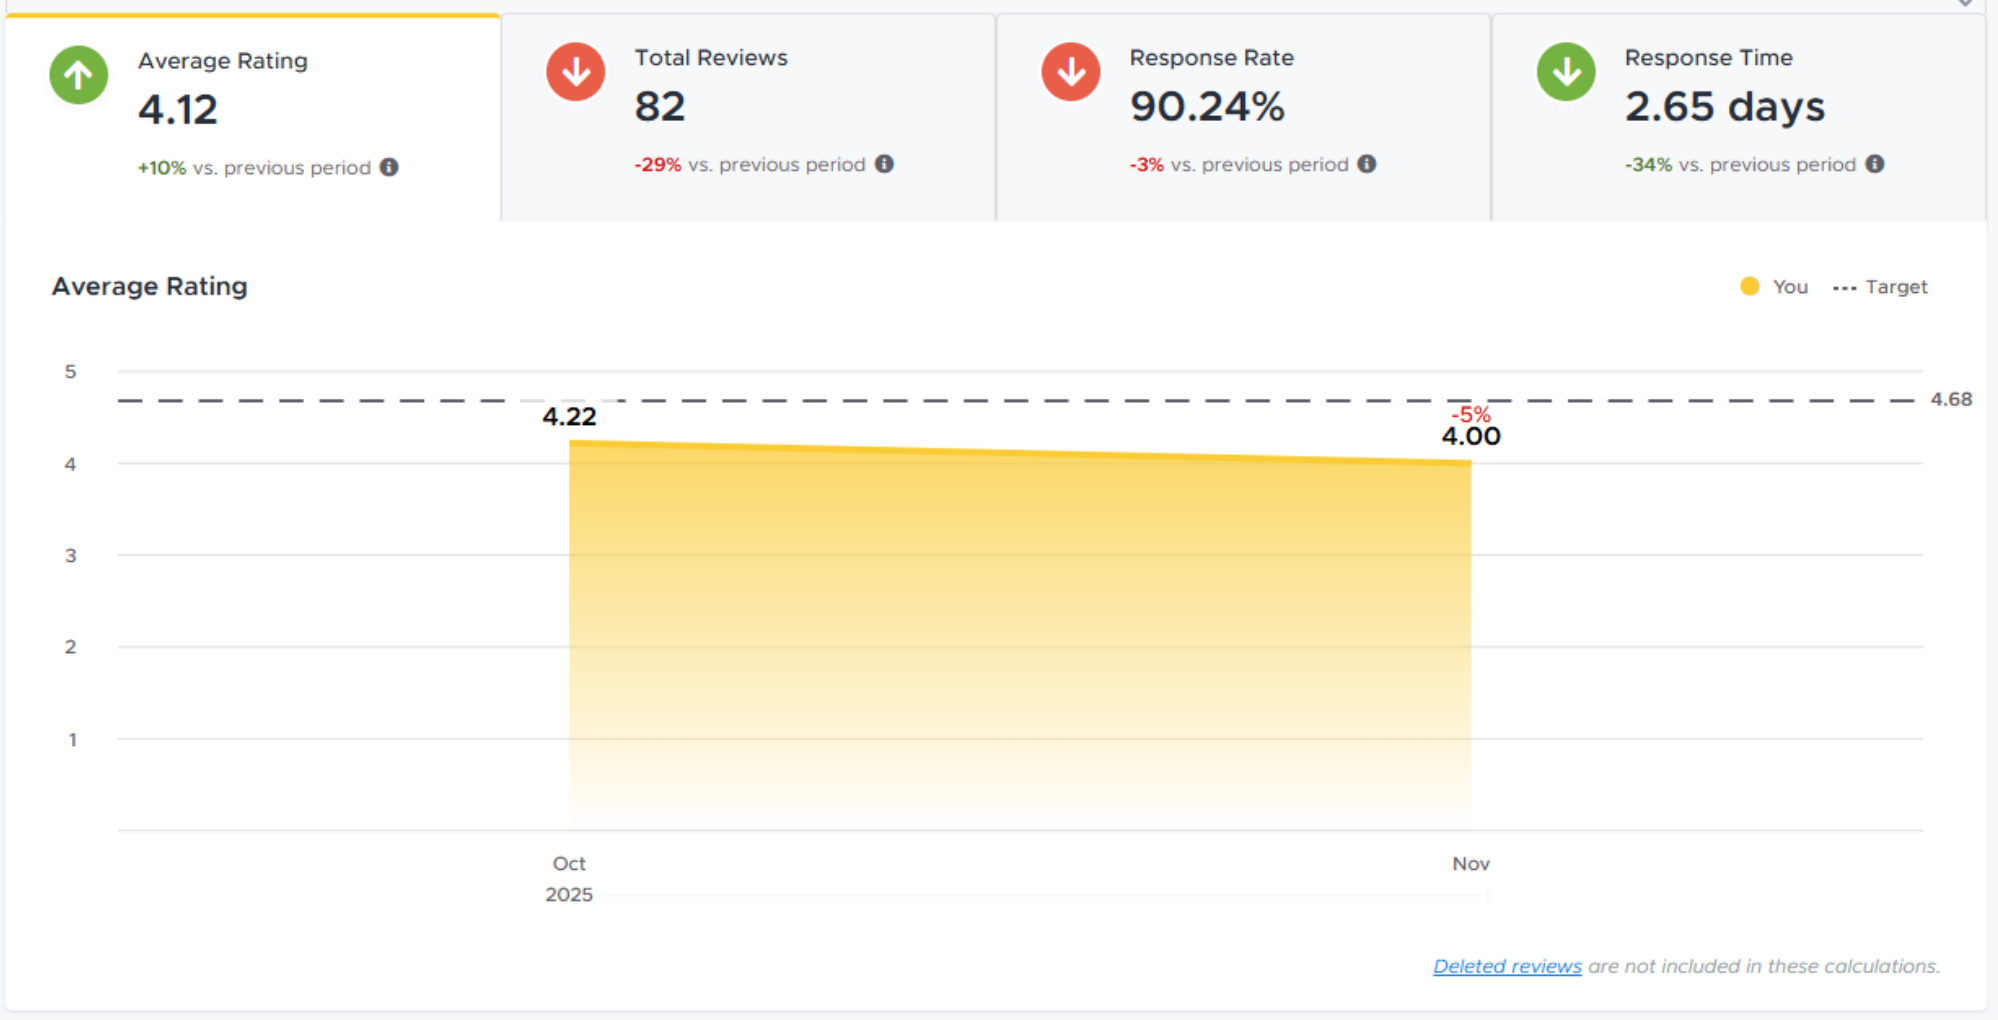 Average Rating
4.12
+10% vs. previous period
Total Reviews
82
-29% vs. previous period
Response Rate
90.24%
-3% vs. previous period
Response Time
2.65 days
-34% vs. previous period
Average Rating
You
Target
5
4.68
4.22
-5%
4.00
4
3
2
1
Oct
Nov
2025
Deleted reviews are not included in these calculations.